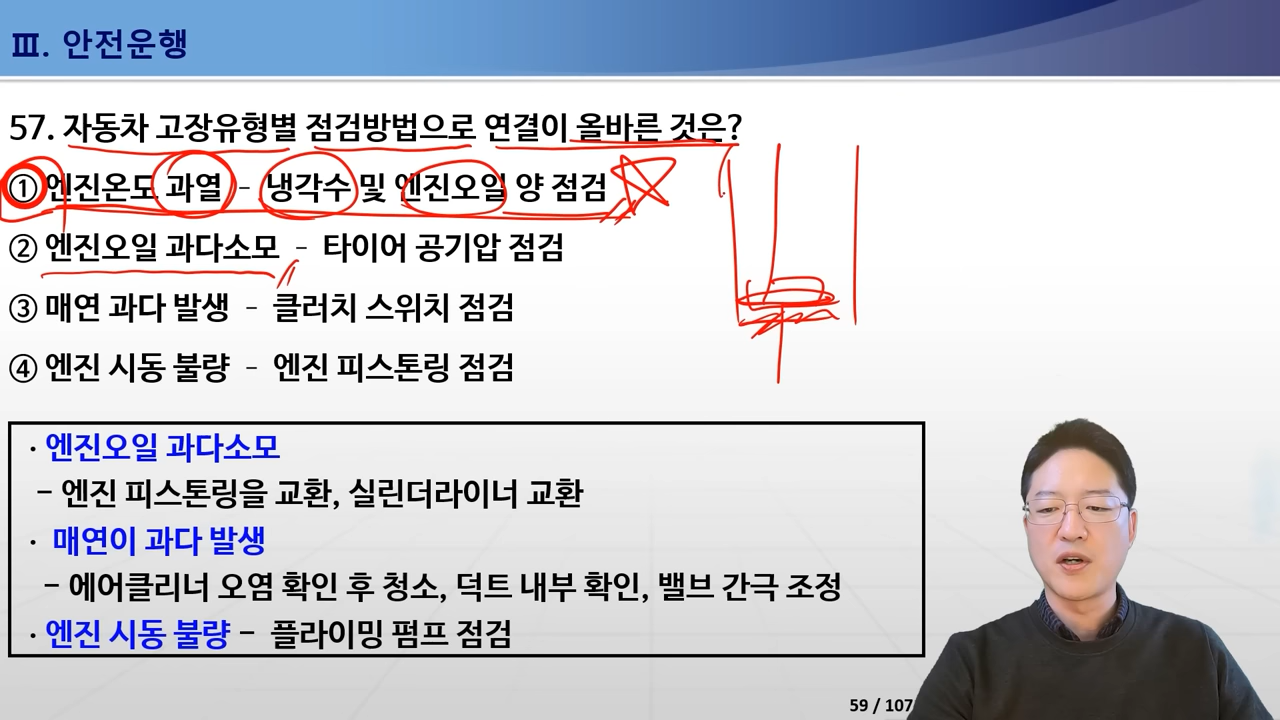 Ⅲ. 안전운행
57. 자동차 고장유형별 점검방법으로 연결이 올바른 것은?
① 엔진온도 과열 - 냉각수 및 엔진오일 양 점검
② 엔진오일 과다소모 - 타이어 공기압 점검
③ 매연 과다 발생 - 클러치 스위치 점검
④ 엔진 시동 불량 - 엔진 피스톤링 점검
· 엔진오일 과다소모
- 엔진 피스톤링을 교환, 실린더라이너 교환
· 매연이 과다 발생
- 에어클리너 오염 확인 후 청소, 덕트 내부 확인, 밸브 간극 조정
· 엔진 시동 불량 - 플라이밍 펌프 점검
59 / 107